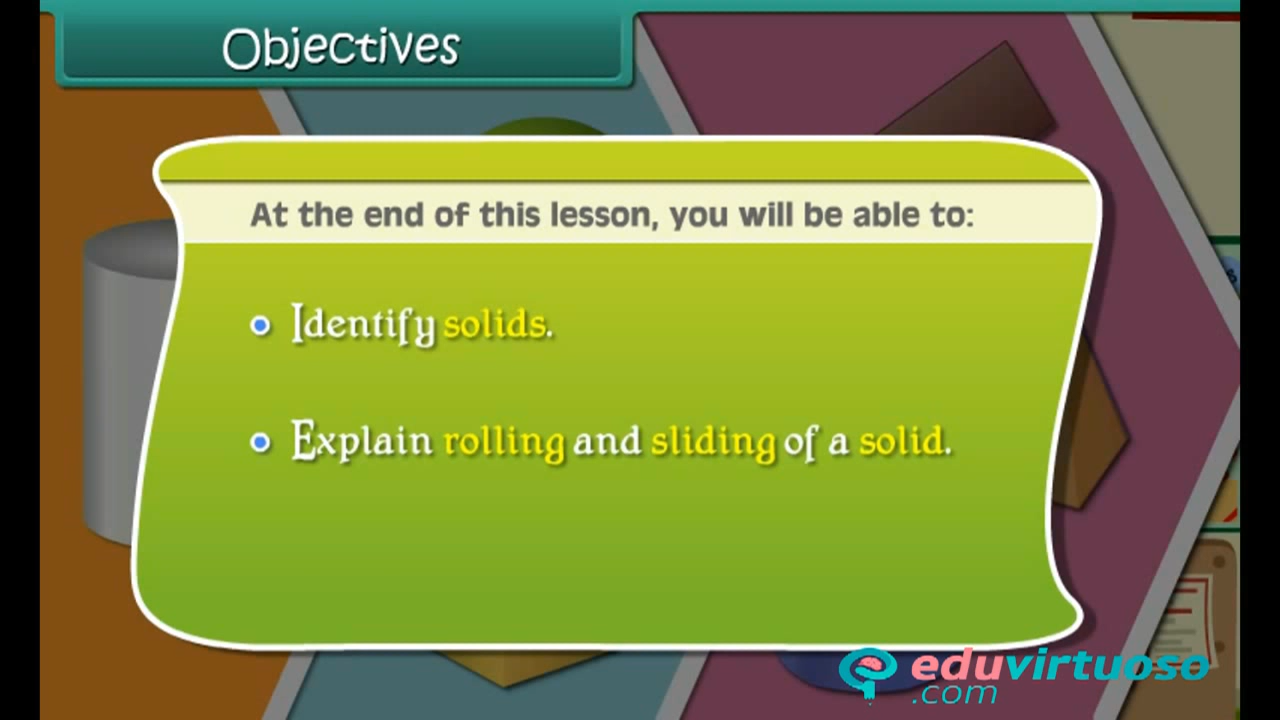 Objectives
At the end of this lesson, you will be able to:
Identify solids.
Explain rolling and sliding of a solid.
eduvirtuoso
.com